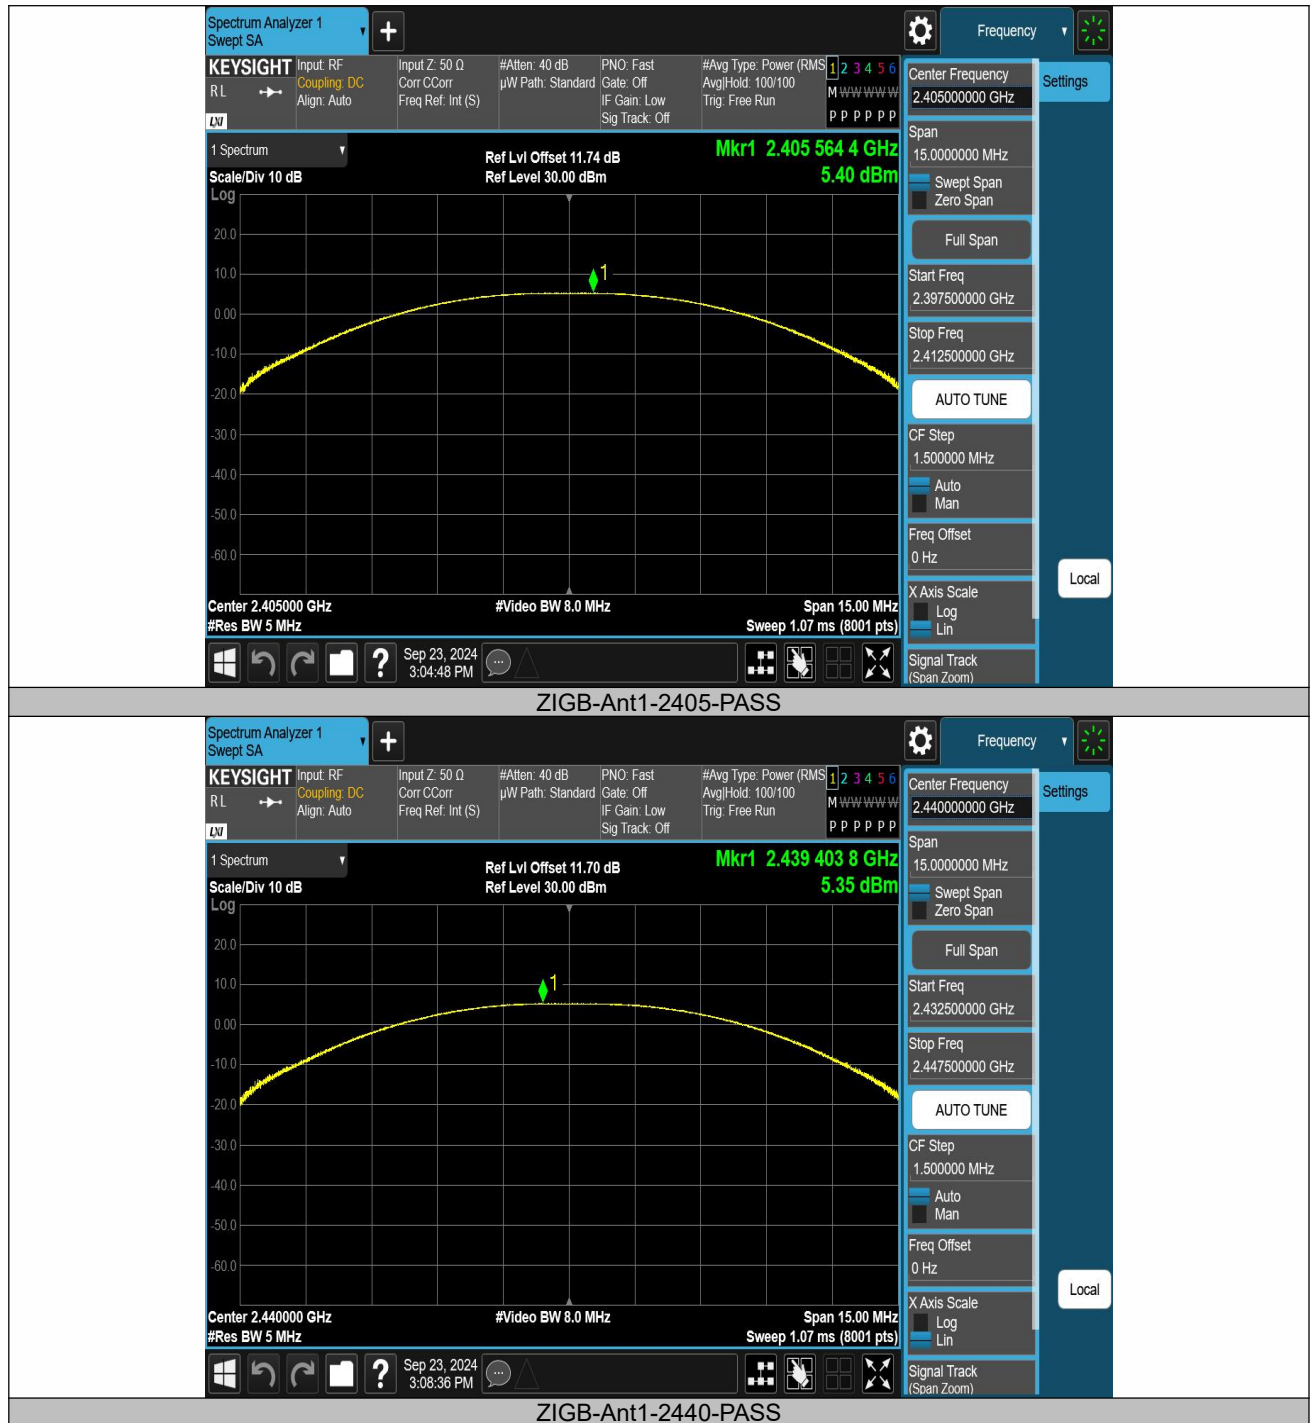 Spectrum Analyzer 1
Swept SA
Frequency
KEYSIGHT
RL
LXI
Input: RF
Coupling: DC
Align: Auto
Input Z: 50 Ω
Corr CCorr
Freq Ref: Int (S)
#Atten: 40 dB
µW Path: Standard
PNO: Fast
Gate: Off
IF Gain: Low
Sig Track: Off
#Avg Type: Power (RMS
Avg|Hold: 100/100
Trig: Free Run
1 2 3 4 5 6
M W W W W W
P P P P P P
Center Frequency
2.405000000 GHz
Settings
Span
15.0000000 MHz
Swept Span
Zero Span
Full Span
Start Freq
2.397500000 GHz
Stop Freq
2.412500000 GHz
AUTO TUNE
CF Step
1.500000 MHz
Auto
Man
Freq Offset
0 Hz
X Axis Scale
Log
Lin
Signal Track
(Span Zoom)
Local
1 Spectrum
Scale/Div 10 dB
Ref Lvl Offset 11.74 dB
Ref Level 30.00 dBm
Mkr1 2.405 564 4 GHz
5.40 dBm
Log
20.0
10.0
0.00
-10.0
-20.0
-30.0
-40.0
-50.0
-60.0
1
Center 2.405000 GHz
#Video BW 8.0 MHz
Span 15.00 MHz
#Res BW 5 MHz
Sweep 1.07 ms (8001 pts)
?
Sep 23, 2024
3:04:48 PM
ZIGB-Ant1-2405-PASS
Spectrum Analyzer 1
Swept SA
Frequency
KEYSIGHT
RL
LXI
Input: RF
Coupling: DC
Align: Auto
Input Z: 50 Ω
Corr CCorr
Freq Ref: Int (S)
#Atten: 40 dB
µW Path: Standard
PNO: Fast
Gate: Off
IF Gain: Low
Sig Track: Off
#Avg Type: Power (RMS
Avg|Hold: 100/100
Trig: Free Run
1 2 3 4 5 6
M W W W W W
P P P P P P
Center Frequency
2.440000000 GHz
Settings
Span
15.0000000 MHz
Swept Span
Zero Span
Full Span
Start Freq
2.432500000 GHz
Stop Freq
2.447500000 GHz
AUTO TUNE
CF Step
1.500000 MHz
Auto
Man
Freq Offset
0 Hz
X Axis Scale
Log
Lin
Signal Track
(Span Zoom)
Local
1 Spectrum
Scale/Div 10 dB
Ref Lvl Offset 11.70 dB
Ref Level 30.00 dBm
Mkr1 2.439 403 8 GHz
5.35 dBm
Log
20.0
10.0
0.00
-10.0
-20.0
-30.0
-40.0
-50.0
-60.0
1
Center 2.440000 GHz
#Video BW 8.0 MHz
Span 15.00 MHz
#Res BW 5 MHz
Sweep 1.07 ms (8001 pts)
?
Sep 23, 2024
3:08:36 PM
ZIGB-Ant1-2440-PASS